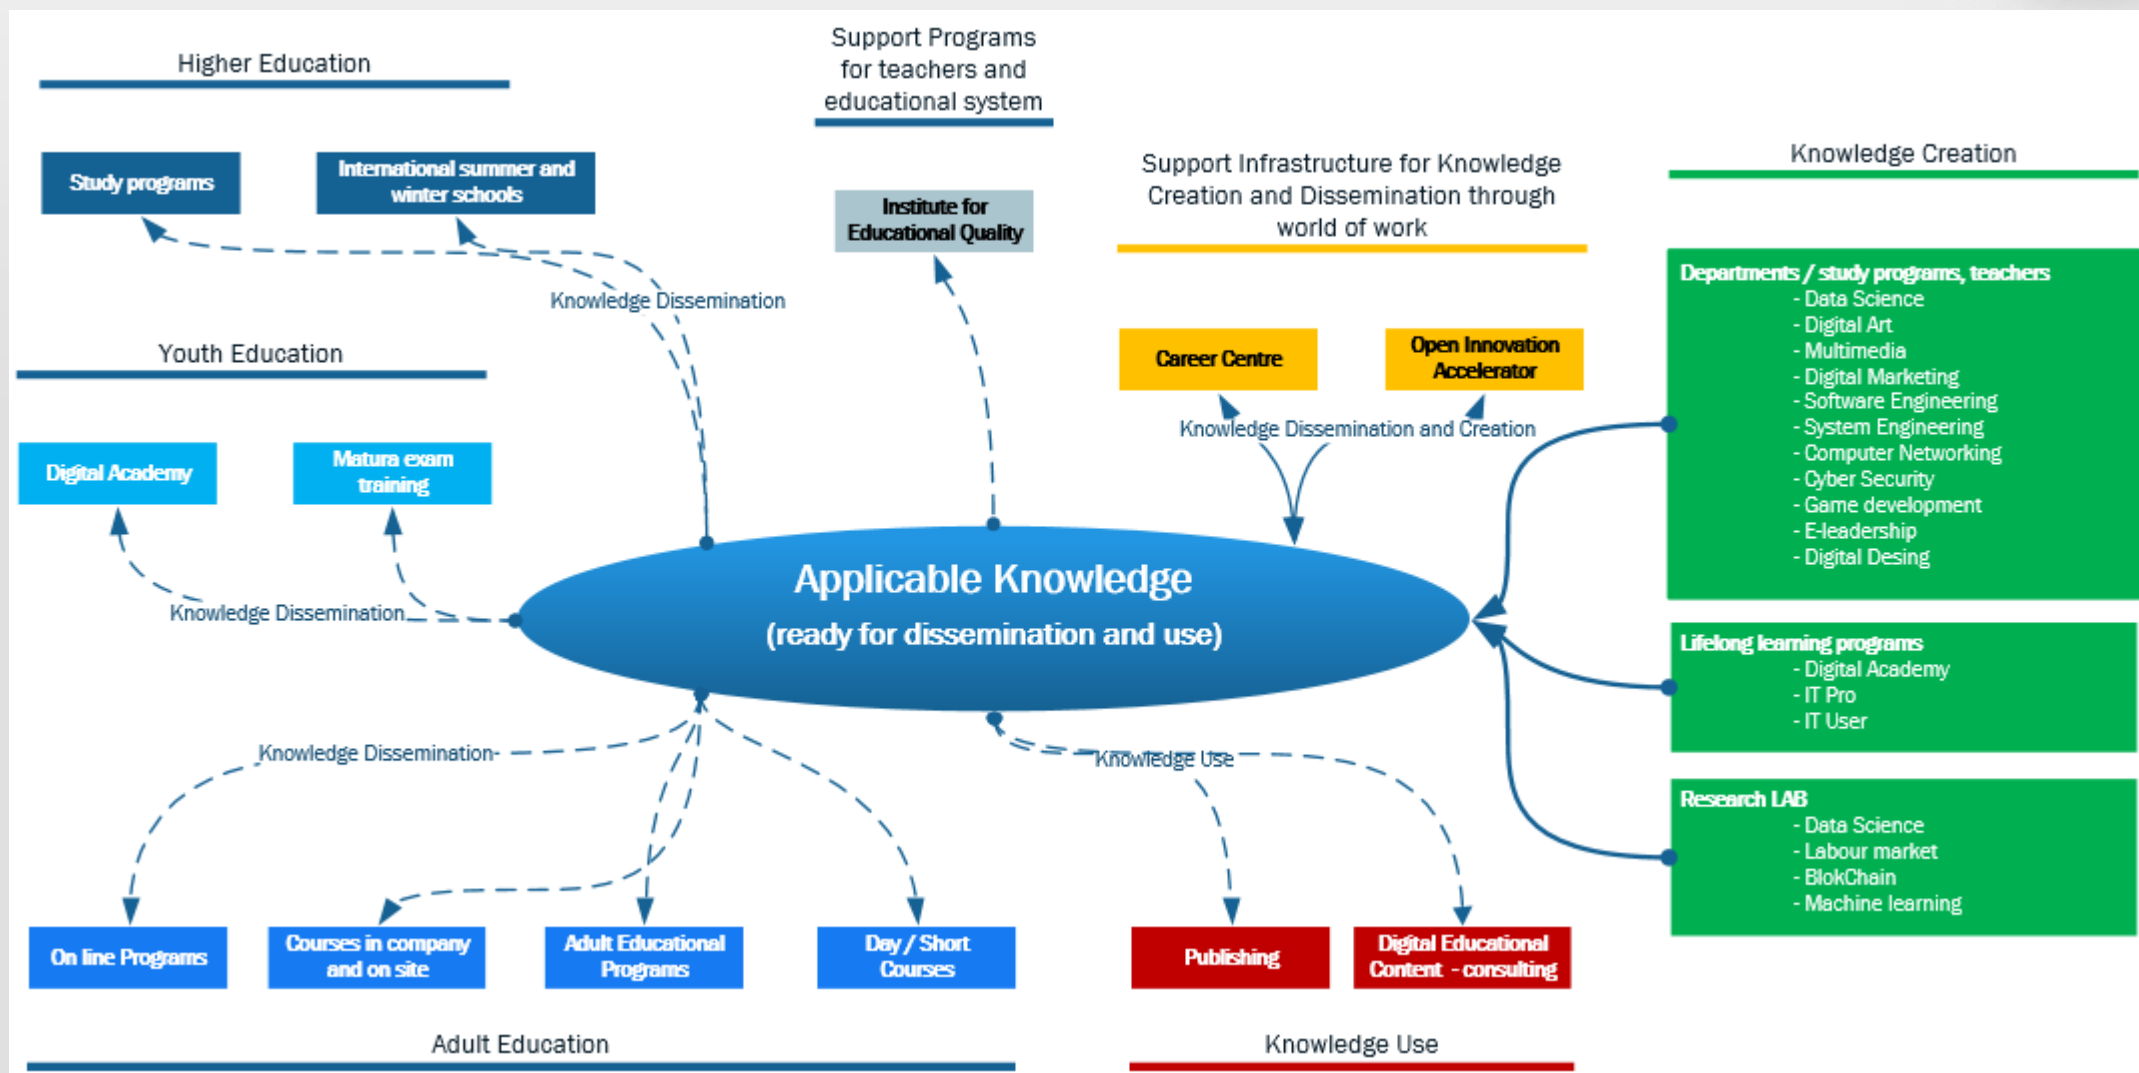 Higher Education
Study programs
International summer and
winter schools
Knowledge Dissemination
Support Programs
for teachers and
educational system
Institute for
Educational Quality
Support Infrastructure for Knowledge
Creation and Dissemination through
world of work
Career Centre
Open Innovation
Accelerator
Knowledge Dissemination and Creation
Knowledge Creation
Departments / study programs, teachers
- Data Science
- Digital Art
- Multimedia
- Digital Marketing
- Software Engineering
- System Engineering
- Computer Networking
- Cyber Security
- Game development
- E-leadership
- Digital Desing
Lifelong learning programs
- Digital Academy
- IT Pro
- IT User
Research LAB
- Data Science
- Labour market
- BlokChain
- Machine learning
Youth Education
Digital Academy
Matura exam
training
Knowledge Dissemination
Applicable Knowledge
(ready for dissemination and use)
Knowledge Dissemination
On line Programs
Courses in company
and on site
Adult Educational
Programs
Day / Short
Courses
Adult Education
Knowledge Use
Publishing
Digital Educational
Content - consulting
Knowledge Use